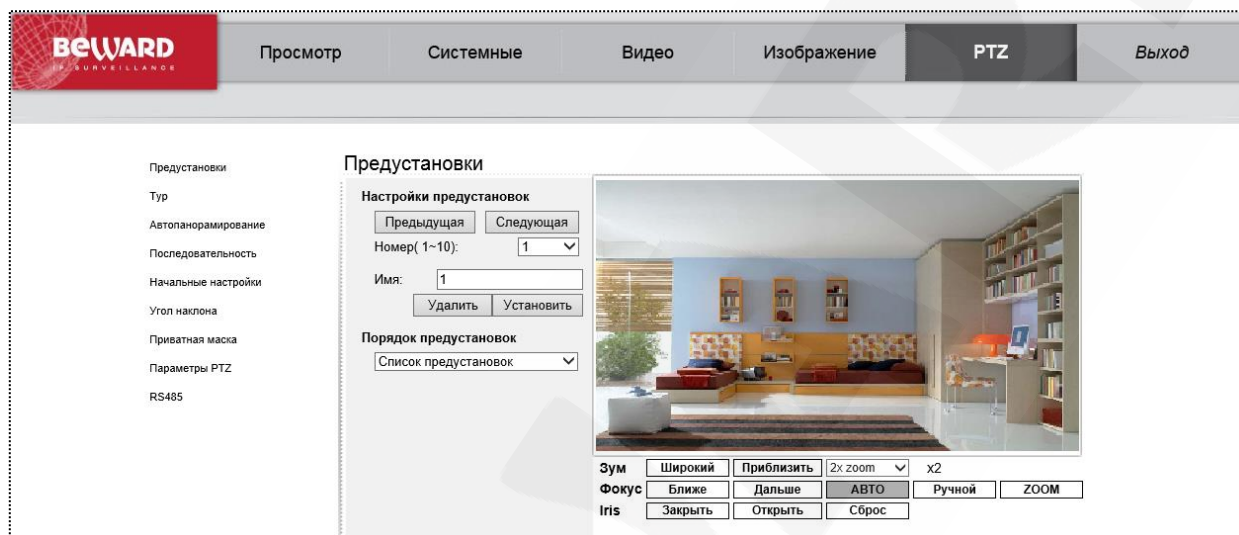 BEWARD
IP SURVEILLANCE
Просмотр Системные Видео Изображение PTZ Выход
Предустановки
Тур
Автопанорамирование
Последовательность
Начальные настройки
Угол наклона
Приватная маска
Параметры PTZ
RS485
Предустановки
Настройки предустановок
Предыдущая Следующая
Номер( 1~10): 1
Имя: 1
Удалить Установить
Порядок предустановок
Список предустановок
Зум Широкий Приблизить 2x zoom x2
Фокус Ближе Дальше АВТО Ручной ZOOM
Iris Закрыть Открыть Сброс